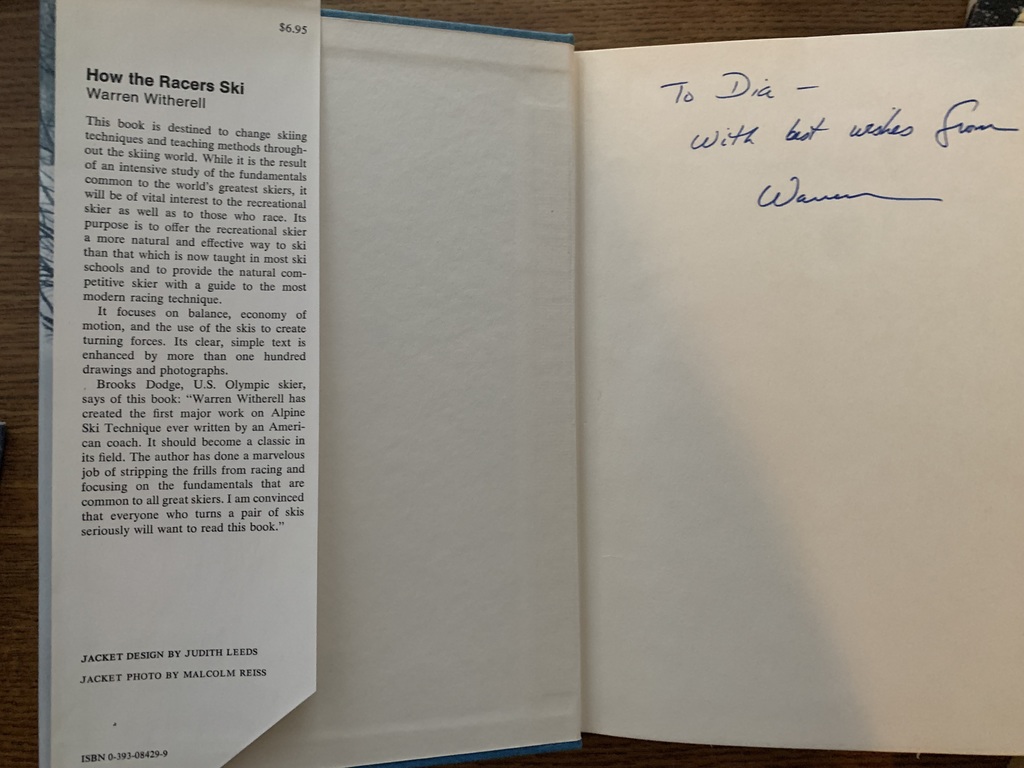 $6.95
How the Racers Ski
Warren Witherell
This book is destined to change skiing
techniques and teaching methods through-
out the skiing world. While it is the result
of an intensive study of the fundamentals
common to the world's greatest skiers, it
will be of vital interest to the recreational
skier as well as to those who race. Its
purpose is to offer the recreational skier
a more natural and effective way to ski
than that which is now taught in most ski
schools and to provide the natural com-
petitive skier with a guide to the most
modern racing technique.
It focuses on balance, economy of
motion, and the use of the skis to create
turning forces. Its clear, simple text is
enhanced by more than one hundred
drawings and photographs.
Brooks Dodge, U.S. Olympic skier,
says of this book: “Warren Witherell has
created the first major work on Alpine
Ski Technique ever written by an Ameri-
can coach. It should become a classic in
its field. The author has done a marvelous
job of stripping the frills from racing and
focusing on the fundamentals that are
common to all great skiers. I am convinced
that everyone who turns a pair of skis
seriously will want to read this book.”
JACKET DESIGN BY JUDITH LEEDS
JACKET PHOTO BY MALCOLM REISS
ISBN 0-393-08429-9
To Dia —
With best wishes from
Warren